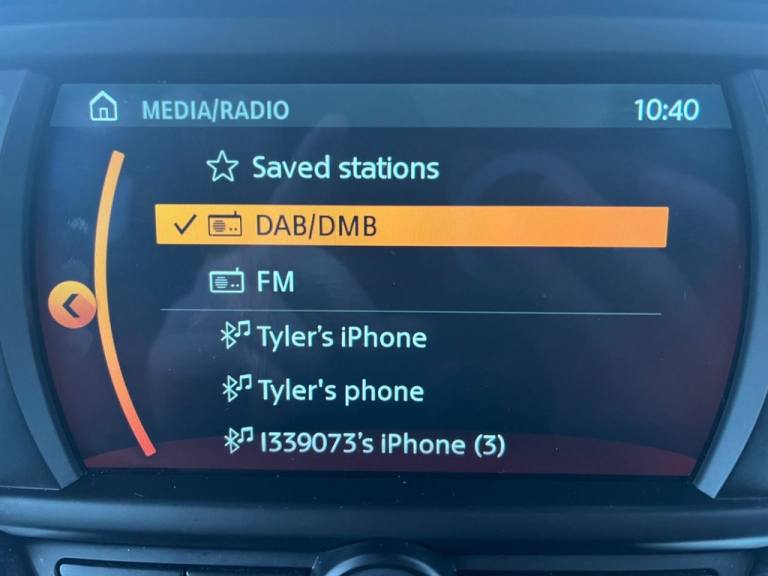 MEDIA/RADIO 10:40
Saved stations
DAB/DMB
FM
Tyler’s iPhone
Tyler's phone
I339073’s iPhone (3)